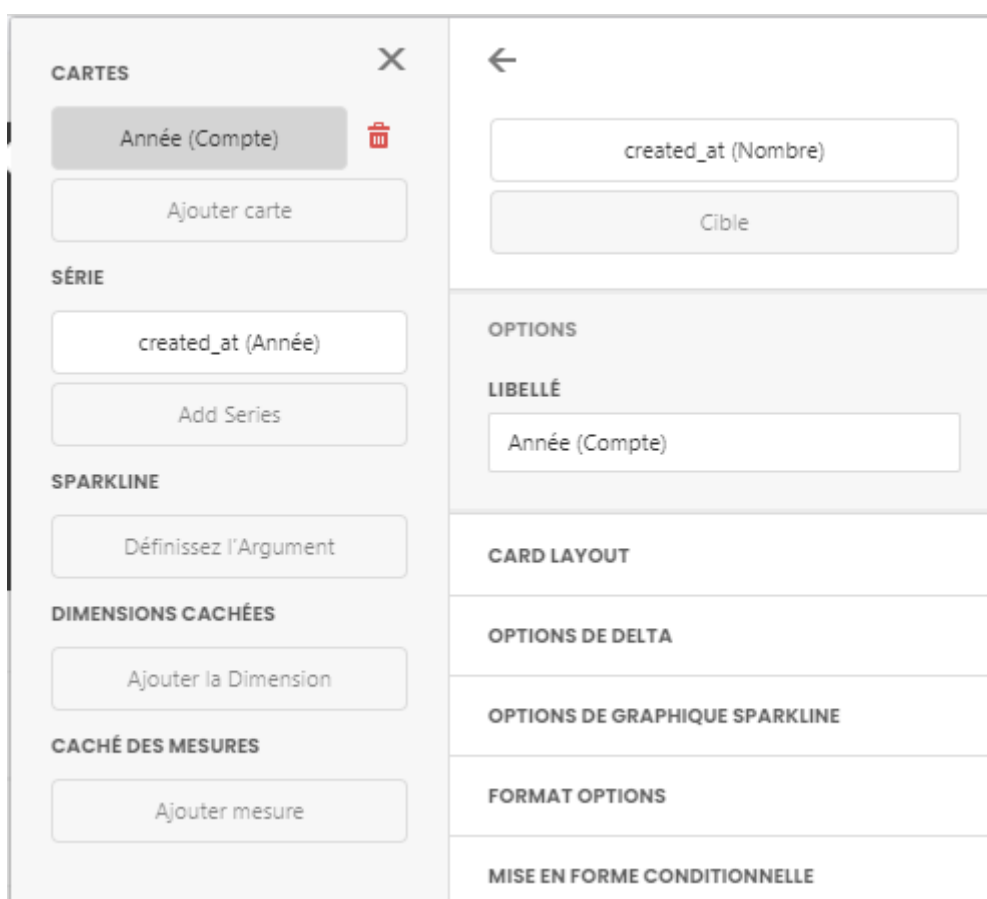 CARTES
Année (Compte)
Ajouter carte
SÉRIE
created_at (Année)
Add Series
SPARKLINE
Définissez l'Argument
DIMENSIONS CACHÉES
Ajouter la Dimension
CACHÉ DES MESURES
Ajouter mesure
created_at (Nombre)
Cible
OPTIONS
LIBELLÉ
Année (Compte)
CARD LAYOUT
OPTIONS DE DELTA
OPTIONS DE GRAPHIQUE SPARKLINE
FORMAT OPTIONS
MISE EN FORME CONDITIONNELLE